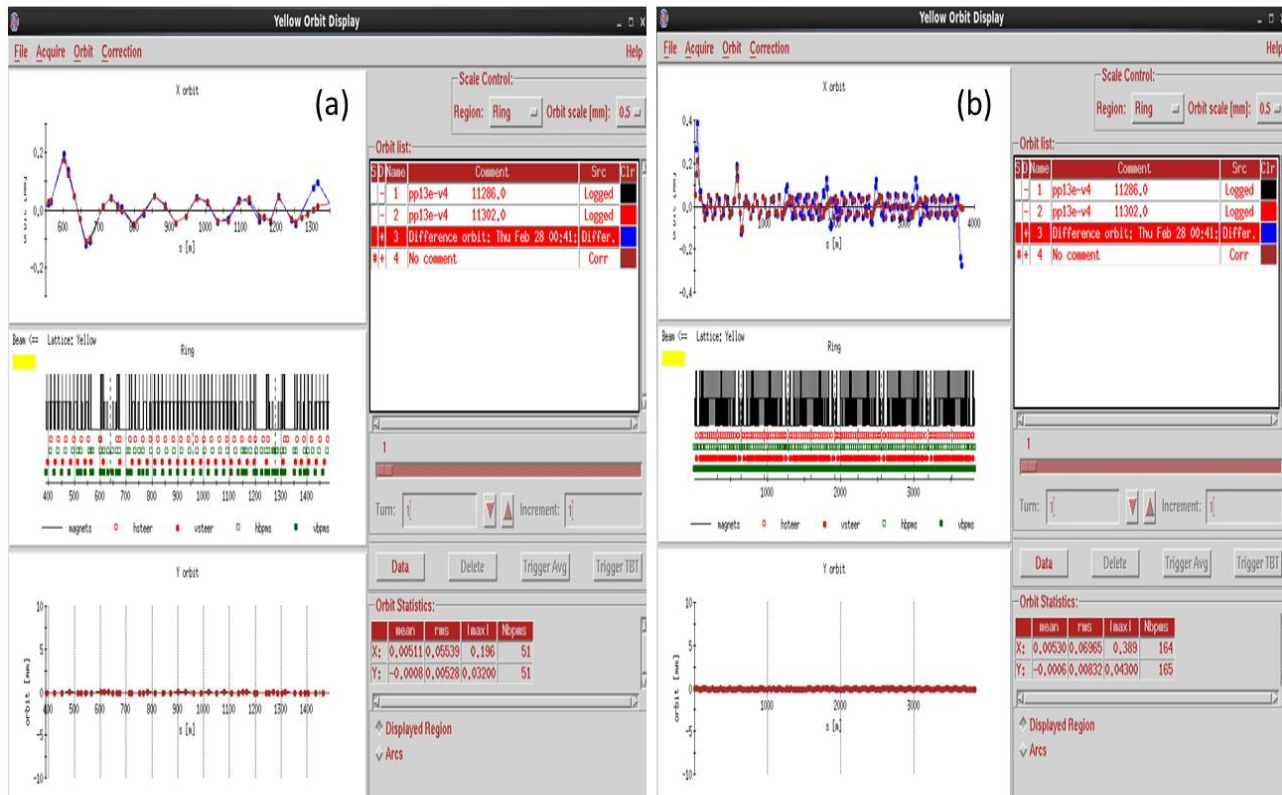 Yellow Orbit Display
File Acquire Orbit Correction Help
(a)
X orbit
0.2
0.0
-0.2
600 700 800 900 1000 1100 1200 1300
s [m]
Scale Control:
Region: Ring Orbit scale [mm]: 0.5
Orbit list:
S D Name Comment Src Clr
- 1 pp13e-v4 11286.0 Logged
- 2 pp13e-v4 11302.0 Logged
+ 3 Difference orbit: Thu Feb 28 00:41: Differ.
# + 4 No comment Corr
Beam <== Lattice: Yellow
Ring
400 500 600 700 800 900 1000 1100 1200 1300 1400
magnets hsteer vsteer hbpms vbpms
1
Turn: 1 Increment: 1
Data Delete Trigger Avg Trigger TBT
Y orbit
10
5
0
-5
-10
orbit [mm]
400 500 600 700 800 900 1000 1100 1200 1300 1400
s [m]
Orbit Statistics:
mean rms |max| Nbpms
X: 0.00511 0.05539 0.196 51
Y: -0.0008 0.00528 0.03200 51
Displayed Region
Arcs
Yellow Orbit Display
File Acquire Orbit Correction Help
(b)
X orbit
0.4
0.2
0.0
-0.2
-0.4
1000 2000 3000 4000
s [m]
Scale Control:
Region: Ring Orbit scale [mm]: 0.5
Orbit list:
S D Name Comment Src Clr
- 1 pp13e-v4 11286.0 Logged
- 2 pp13e-v4 11302.0 Logged
+ 3 Difference orbit: Thu Feb 28 00:41: Differ.
# + 4 No comment Corr
Beam <== Lattice: Yellow
Ring
1000 2000 3000
magnets hsteer vsteer hbpms vbpms
1
Turn: 1 Increment: 1
Data Delete Trigger Avg Trigger TBT
Y orbit
10
5
0
-5
-10
orbit [mm]
1000 2000 3000
s [m]
Orbit Statistics:
mean rms |max| Nbpms
X: 0.00530 0.06965 0.389 164
Y: -0.0006 0.00832 0.04300 165
Displayed Region
Arcs